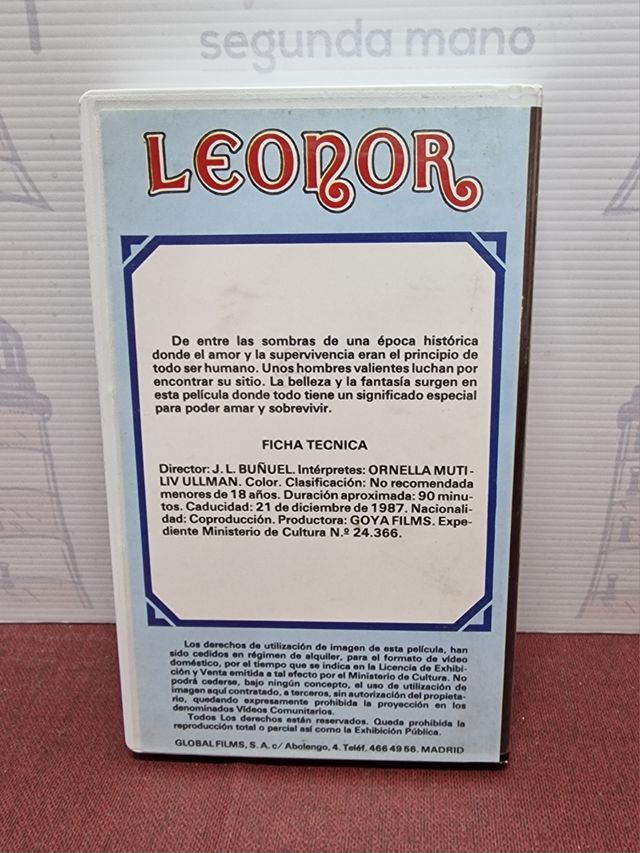 segunda mano
LEONOR
De entre las sombras de una época histórica
donde el amor y la supervivencia eran el principio de
todo ser humano. Unos hombres valientes luchan por
encontrar su sitio. La belleza y la fantasía surgen en
esta película donde todo tiene un significado especial
para poder amar y sobrevivir.
FICHA TECNICA
Director: J. L. BUÑUEL. Intérpretes: ORNELLA MUTI -
LIV ULLMAN. Color. Clasificación: No recomendada
menores de 18 años. Duración aproximada: 90 minu-
tos. Caducidad: 21 de diciembre de 1987. Nacionali-
dad: Coproducción. Productora: GOYA FILMS. Expe-
diente Ministerio de Cultura N.º 24.366.
Los derechos de utilización de imagen de esta película, han
sido cedidos en régimen de alquiler, para el formato de vídeo
doméstico, por el tiempo que se indica en la Licencia de Exhibi-
ción y Venta emitida a tal efecto por el Ministerio de Cultura. No
podrá cederse, bajo ningún concepto, el uso de utilización de
imagen aquí contratado, a terceros, sin autorización del propieta-
rio, quedando expresamente prohibida la proyección en los
denominados Vídeos Comunitarios.
Todos Los derechos están reservados. Queda prohibida la
reproducción total o parcial así como la Exhibición Pública.
GLOBAL FILMS, S.A. c/ Abolengo, 4. Teléf. 466 49 56. MADRID